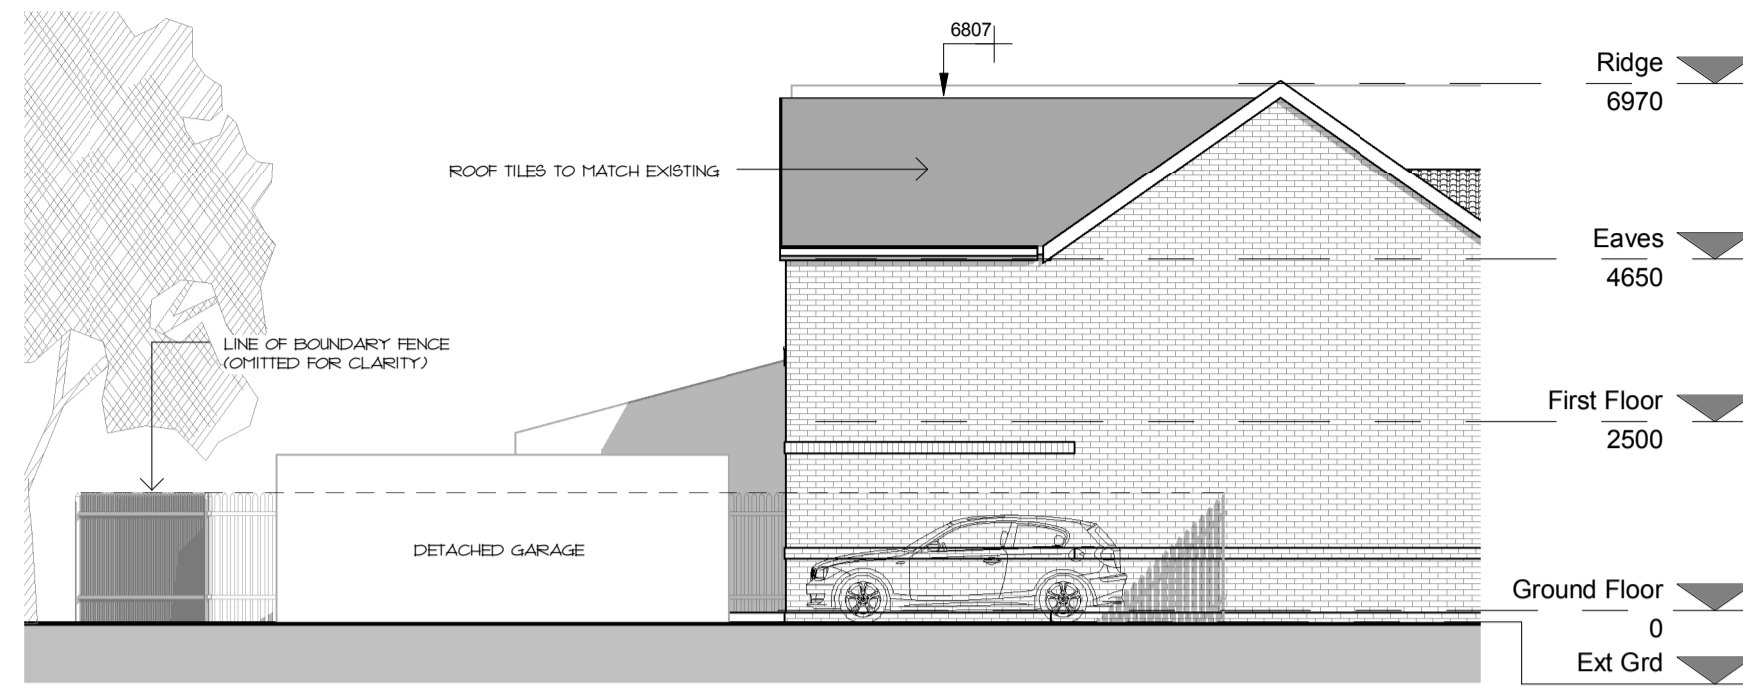 6807
Ridge
6970
ROOF TILES TO MATCH EXISTING
Eaves
4650
LINE OF BOUNDARY FENCE
(OMITTED FOR CLARITY)
First Floor
2500
DETACHED GARAGE
Ground Floor
0
Ext Grd